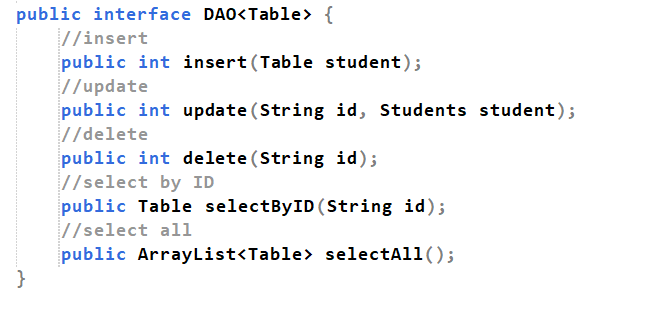 public interface DAO<Table> {
//insert
public int insert(Table student);
//update
public int update(String id, Students student);
//delete
public int delete(String id);
//select by ID
public Table selectByID(String id);
//select all
public ArrayList<Table> selectAll();
}